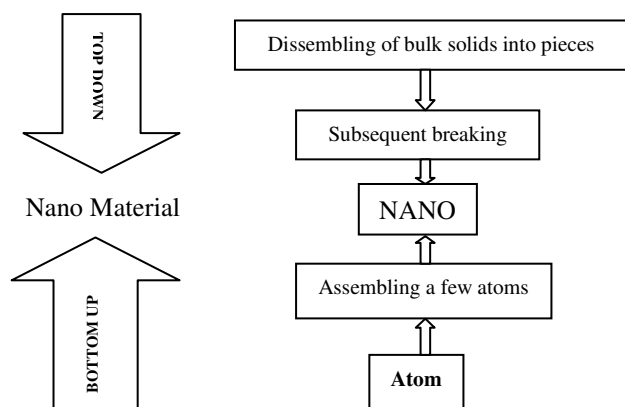 TOP DOWN
Nano Material
BOTTOM UP
Dissembling of bulk solids into pieces
Subsequent breaking
NANO
Assembling a few atoms
Atom